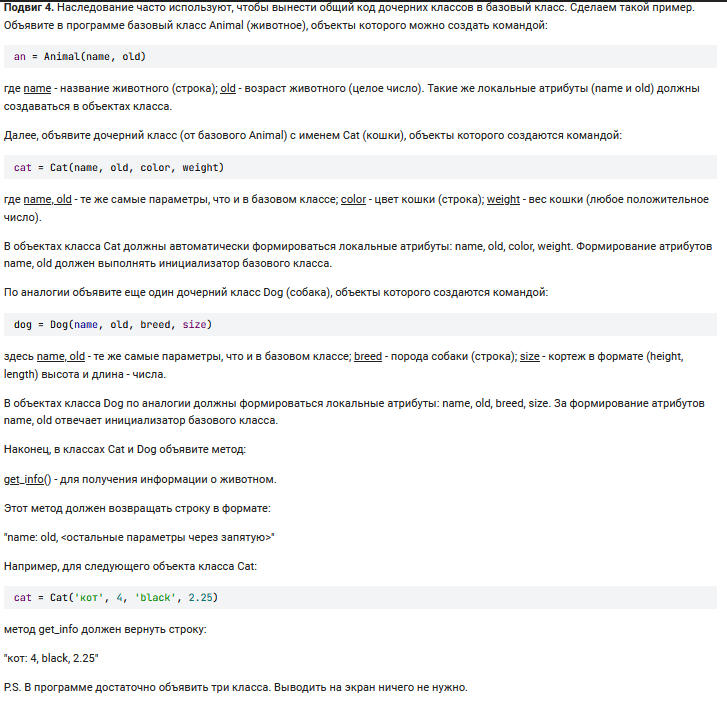 Подвиг 4. Наследование часто используют, чтобы вынести общий код дочерних классов в базовый класс. Сделаем такой пример.
Объявите в программе базовый класс Animal (животное), объекты которого можно создать командой:
an = Animal(name, old)
где name - название животного (строка); old - возраст животного (целое число). Такие же локальные атрибуты (name и old) должны
создаваться в объектах класса.
Далее, объявите дочерний класс (от базового Animal) с именем Cat (кошки), объекты которого создаются командой:
cat = Cat(name, old, color, weight)
где name, old - те же самые параметры, что и в базовом классе; color - цвет кошки (строка); weight - вес кошки (любое положительное
число).
В объектах класса Cat должны автоматически формироваться локальные атрибуты: name, old, color, weight. Формирование атрибутов
name, old должен выполнять инициализатор базового класса.
По аналогии объявите еще один дочерний класс Dog (собака), объекты которого создаются командой:
dog = Dog(name, old, breed, size)
здесь name, old - те же самые параметры, что и в базовом классе; breed - порода собаки (строка); size - кортеж в формате (height,
length) высота и длина - числа.
В объектах класса Dog по аналогии должны формироваться локальные атрибуты: name, old, breed, size. За формирование атрибутов
name, old отвечает инициализатор базового класса.
Наконец, в классах Cat и Dog объявите метод:
get_info() - для получения информации о животном.
Этот метод должен возвращать строку в формате:
"name: old, <остальные параметры через запятую>"
Например, для следующего объекта класса Cat:
cat = Cat('кот', 4, 'black', 2.25)
метод get_info должен вернуть строку:
"кот: 4, black, 2.25"
P.S. В программе достаточно объявить три класса. Выводить на экран ничего не нужно.